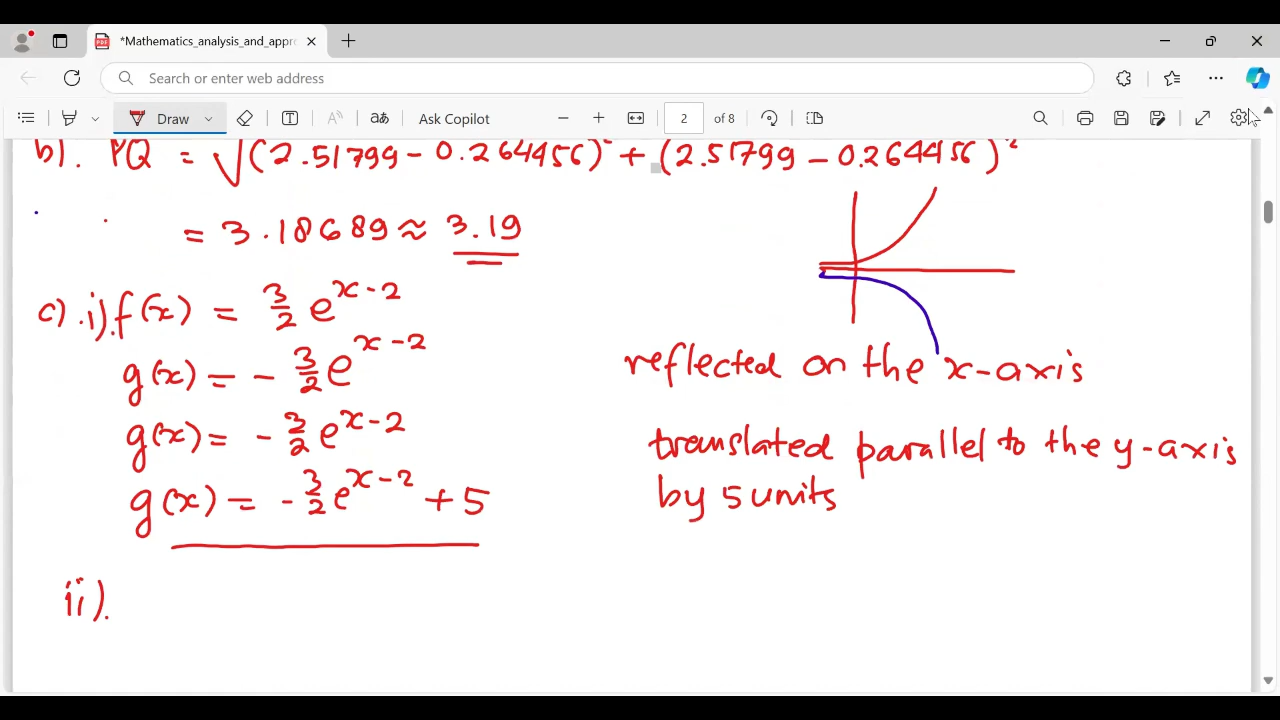 *Mathematics_analysis_and_appro
Search or enter web address
Draw
Ask Copilot
2 of 8
b). PQ = √(2.51799 - 0.264456)² + (2.51799 - 0.264456)²
= 3.18689 ≈ 3.19
c). i). f(x) = 3/2 e^(x-2)
g(x) = - 3/2 e^(x-2)
reflected on the x-axis
g(x) = - 3/2 e^(x-2)
translated parallel to the y-axis
g(x) = - 3/2 e^(x-2) + 5
by 5 units
ii).